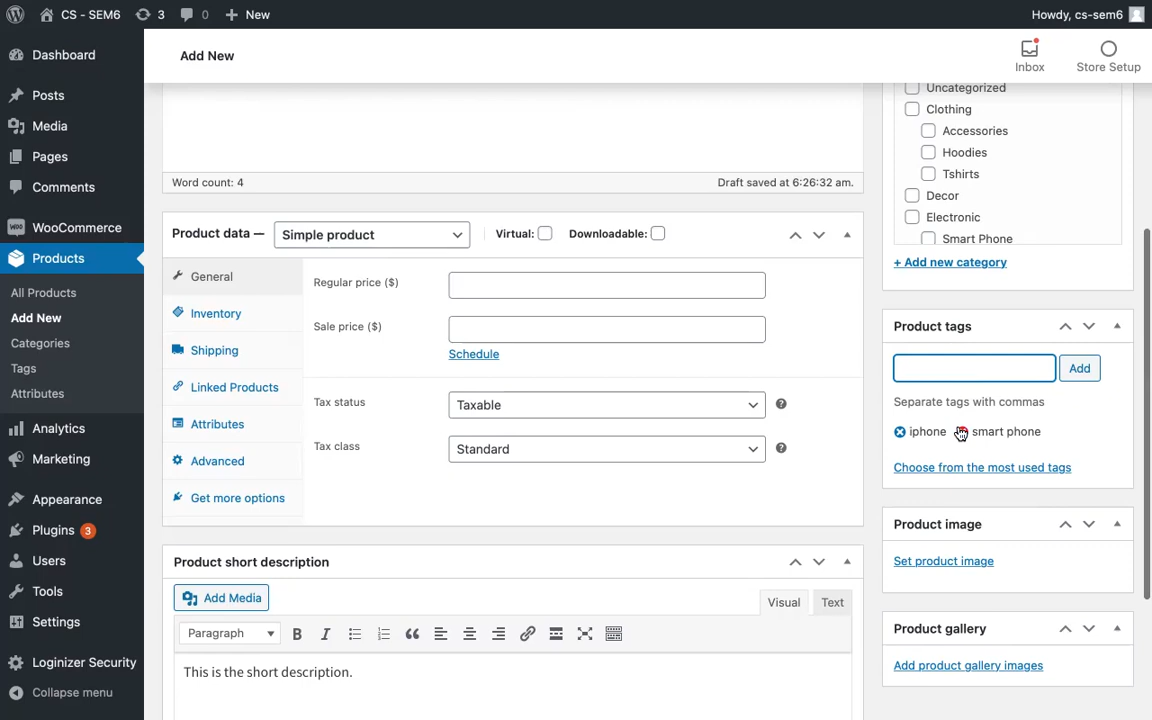 CS - SEM6 3 0 New Howdy, cs-sem6
Dashboard
Posts
Media
Pages
Comments
WooCommerce
Products
All Products
Add New
Categories
Tags
Attributes
Analytics
Marketing
Appearance
Plugins 3
Users
Tools
Settings
Loginizer Security
Collapse menu
Add New
Inbox
Store Setup
Word count: 4 Draft saved at 6:26:32 am.
Product data — Simple product Virtual: Downloadable:
General
Inventory
Shipping
Linked Products
Attributes
Advanced
Get more options
Regular price ($)
Sale price ($)
Schedule
Tax status Taxable
Tax class Standard
Product short description
Add Media
Visual Text
Paragraph B I
This is the short description.
Uncategorized
Clothing
Accessories
Hoodies
Tshirts
Decor
Electronic
Smart Phone
+ Add new category
Product tags
Add
Separate tags with commas
iphone smart phone
Choose from the most used tags
Product image
Set product image
Product gallery
Add product gallery images